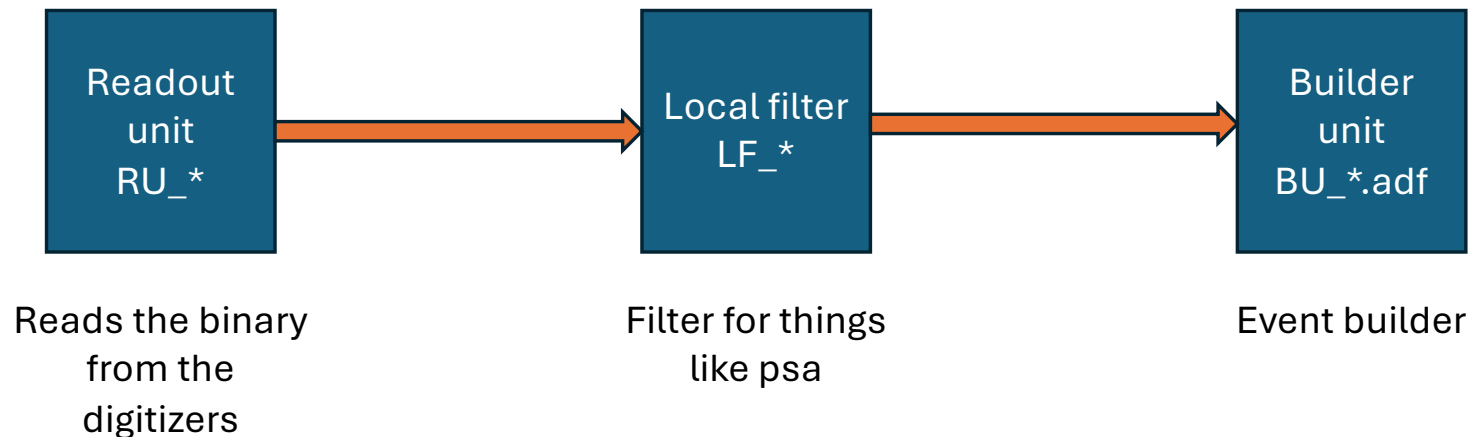 Readout
unit
RU_*
Local filter
LF_*
Builder
unit
BU_*.adf
Reads the binary
from the
digitizers
Filter for things
like psa
Event builder